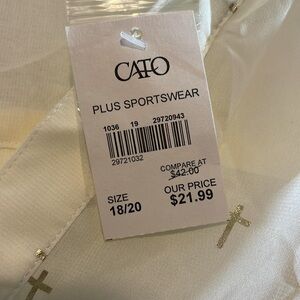 CATO
PLUS SPORTSWEAR
1036 19 29720943
29721032
COMPARE AT
$42.00
SIZE
OUR PRICE
18/20
$21.99